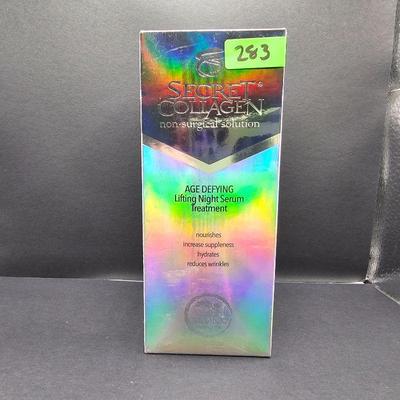 283
SECRET®
COLLAGEN
non-surgical solution
AGE DEFYING
Lifting Night Serum
Treatment
nourishes
increase suppleness
hydrates
reduces wrinkles